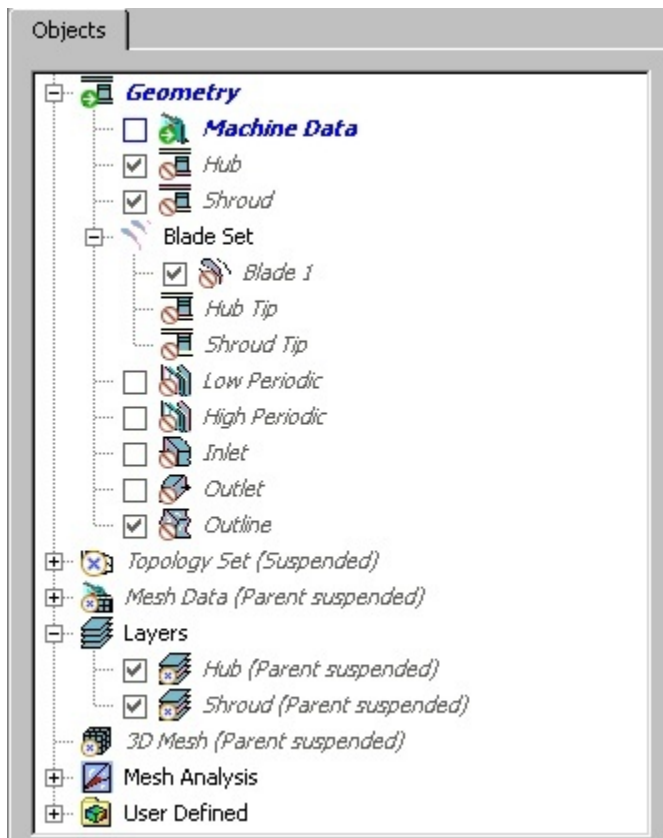 Objects
Geometry
Machine Data
Hub
Shroud
Blade Set
Blade 1
Hub Tip
Shroud Tip
Low Periodic
High Periodic
Inlet
Outlet
Outline
Topology Set (Suspended)
Mesh Data (Parent suspended)
Layers
Hub (Parent suspended)
Shroud (Parent suspended)
3D Mesh (Parent suspended)
Mesh Analysis
User Defined